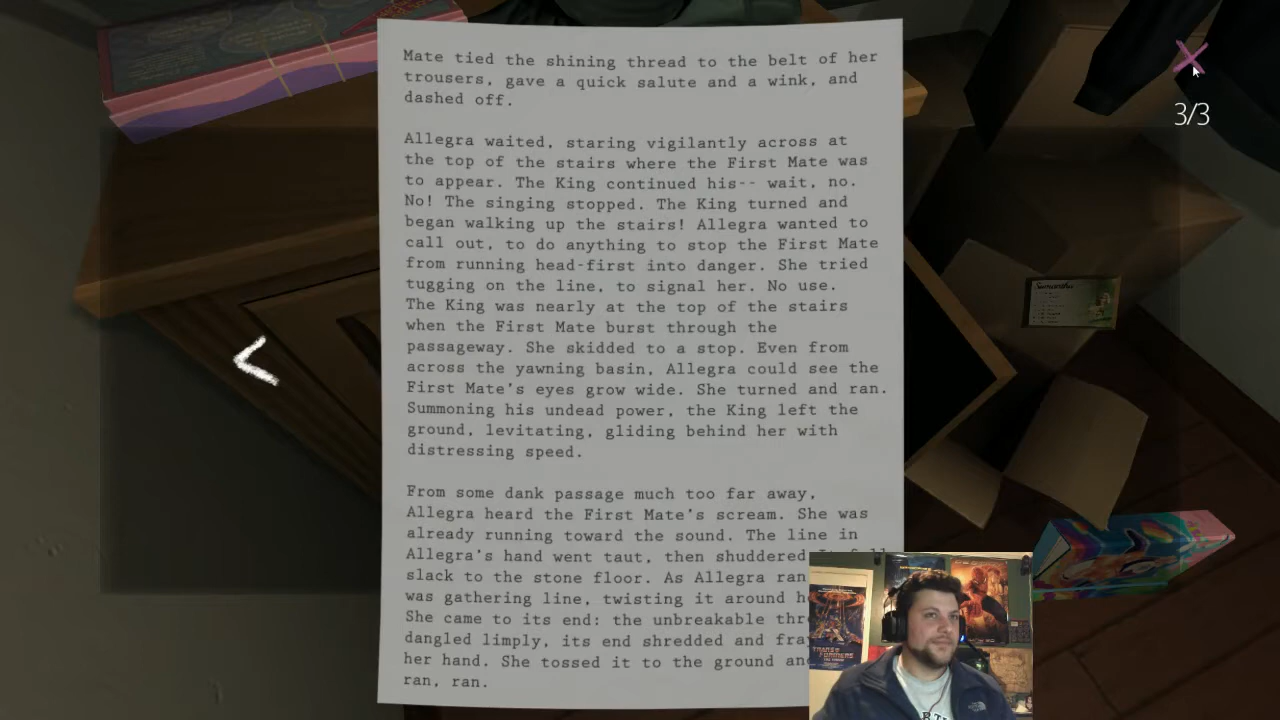 Mate tied the shining thread to the belt of her
trousers, gave a quick salute and a wink, and
dashed off.
Allegra waited, staring vigilantly across at
the top of the stairs where the First Mate was
to appear. The King continued his-- wait, no.
No! The singing stopped. The King turned and
began walking up the stairs! Allegra wanted to
call out, to do anything to stop the First Mate
from running head-first into danger. She tried
tugging on the line, to signal her. No use.
The King was nearly at the top of the stairs
when the First Mate burst through the
passageway. She skidded to a stop. Even from
across the yawning basin, Allegra could see the
First Mate's eyes grow wide. She turned and ran.
Summoning his undead power, the King left the
ground, levitating, gliding behind her with
distressing speed.
From some dank passage much too far away,
Allegra heard the First Mate's scream. She was
already running toward the sound. The line in
Allegra's hand went taut, then shuddered
slack to the stone floor. As Allegra ran
was gathering line, twisting it around
She came to its end: the unbreakable
dangled limply, its end shredded and
her hand. She tossed it to the ground
ran, ran.
3/3
TRANSFORMERS